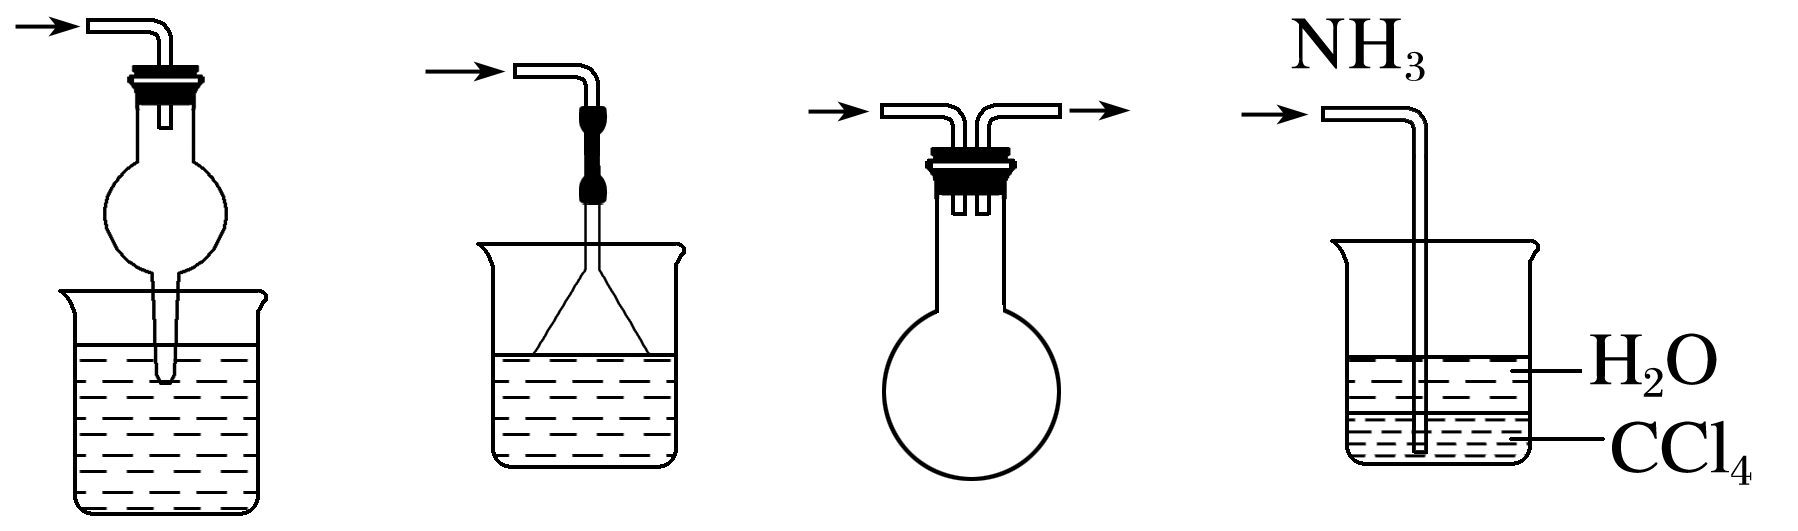 NH₃
H₂O
CCl₄